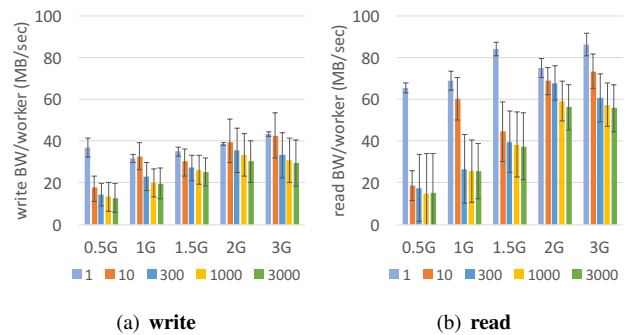 write BW/worker (MB/sec)
100
80
60
40
20
0
0.5G 1G 1.5G 2G 3G
1 10 300 1000 3000
(a) write
read BW/worker (MB/sec)
100
80
60
40
20
0
0.5G 1G 1.5G 2G 3G
1 10 300 1000 3000
(b) read